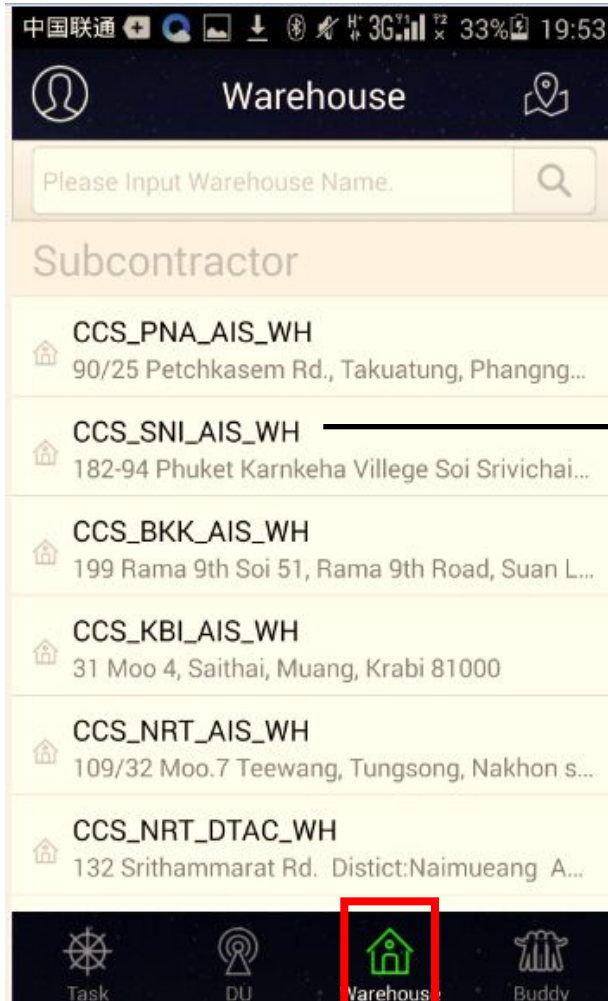 中国联通 3G 33% 19:53
Warehouse
Please Input Warehouse Name.
Subcontractor
CCS_PNA_AIS_WH
90/25 Petchkasem Rd., Takuatung, Phangng...
CCS_SNI_AIS_WH
182-94 Phuket Karnkeha Villege Soi Srivichai...
CCS_BKK_AIS_WH
199 Rama 9th Soi 51, Rama 9th Road, Suan L...
CCS_KBI_AIS_WH
31 Moo 4, Saithai, Muang, Krabi 81000
CCS_NRT_AIS_WH
109/32 Moo.7 Teewang, Tungsong, Nakhon s...
CCS_NRT_DTAC_WH
132 Srithammarat Rd. Distict:Naimueang A...
Task DU Warehouse Buddy